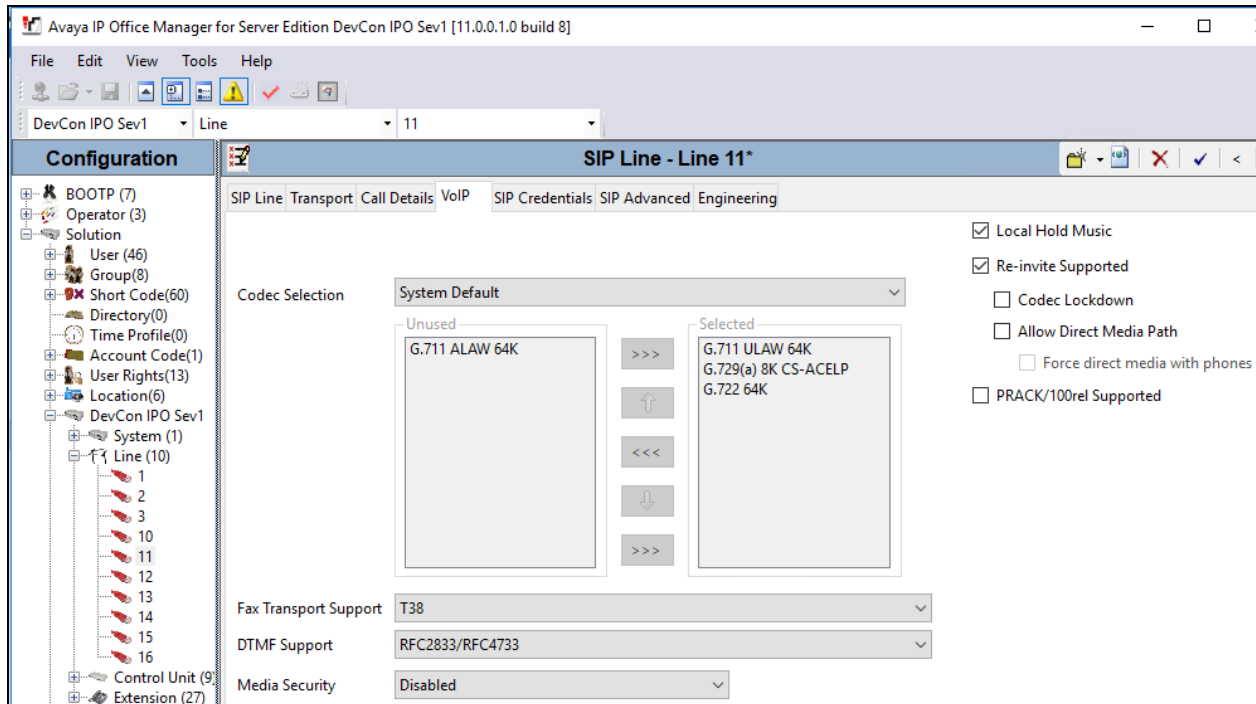 Avaya IP Office Manager for Server Edition DevCon IPO Sev1 [11.0.0.1.0 build 8]
File Edit View Tools Help
DevCon IPO Sev1 Line 11
Configuration
BOOTP (7)
Operator (3)
Solution
User (46)
Group(8)
Short Code(60)
Directory(0)
Time Profile(0)
Account Code(1)
User Rights(13)
Location(6)
DevCon IPO Sev1
System (1)
Line (10)
1
2
3
10
11
12
13
14
15
16
Control Unit (9)
Extension (27)
SIP Line - Line 11*
SIP Line Transport Call Details VoIP SIP Credentials SIP Advanced Engineering
Codec Selection
System Default
Unused
G.711 ALAW 64K
>>>
<<<
>>>
Selected
G.711 ULAW 64K
G.729(a) 8K CS-ACELP
G.722 64K
Fax Transport Support T38
DTMF Support RFC2833/RFC4733
Media Security Disabled
Local Hold Music
Re-invite Supported
Codec Lockdown
Allow Direct Media Path
Force direct media with phones
PRACK/100rel Supported